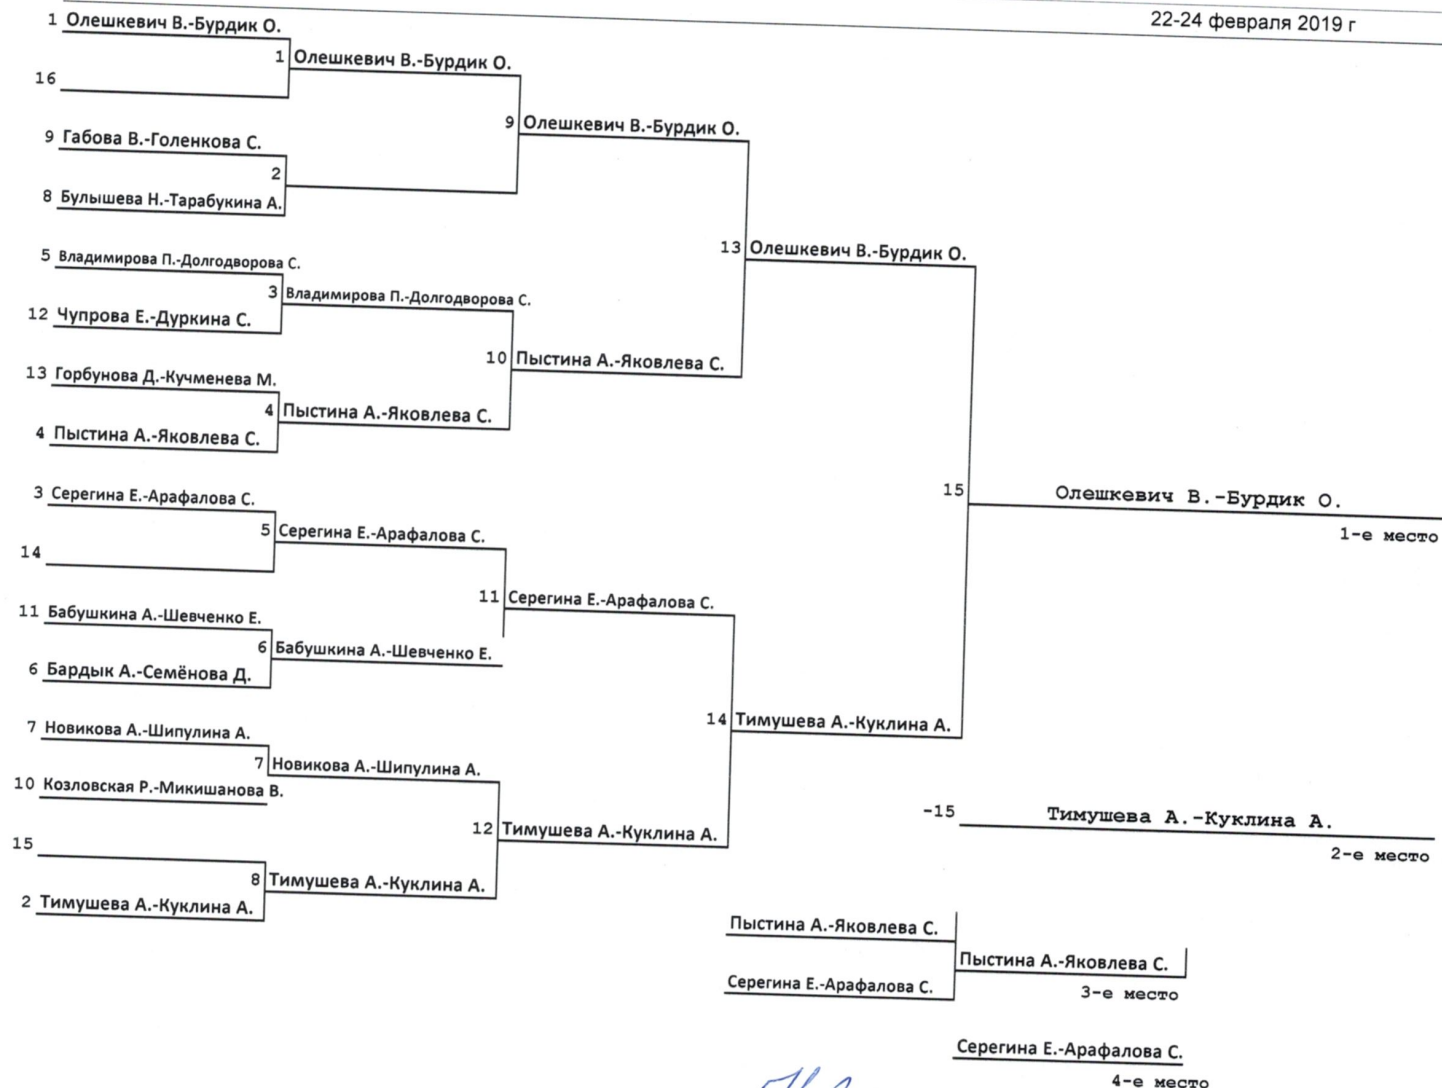 22-24 февраля 2019 г
1 Олешкевич В.-Бурдик О.
1 Олешкевич В.-Бурдик О.
16
9 Олешкевич В.-Бурдик О.
9 Габова В.-Голенкова С.
2
8 Булышева Н.-Тарабукина А.
13 Олешкевич В.-Бурдик О.
5 Владимирова П.-Долгодворова С.
3 Владимирова П.-Долгодворова С.
12 Чупрова Е.-Дуркина С.
10 Пыстина А.-Яковлева С.
13 Горбунова Д.-Кучменева М.
4 Пыстина А.-Яковлева С.
4 Пыстина А.-Яковлева С.
15 Олешкевич В.-Бурдик О.
1-е место
3 Серегина Е.-Арафалова С.
5 Серегина Е.-Арафалова С.
14
11 Серегина Е.-Арафалова С.
11 Бабушкина А.-Шевченко Е.
6 Бабушкина А.-Шевченко Е.
6 Бардык А.-Семёнова Д.
14 Тимушева А.-Куклина А.
7 Новикова А.-Шипулина А.
7 Новикова А.-Шипулина А.
10 Козловская Р.-Микишанова В.
12 Тимушева А.-Куклина А.
-15 Тимушева А.-Куклина А.
2-е место
15
8 Тимушева А.-Куклина А.
2 Тимушева А.-Куклина А.
Пыстина А.-Яковлева С.
Пыстина А.-Яковлева С.
Серегина Е.-Арафалова С.
3-е место
Серегина Е.-Арафалова С.
4-е место